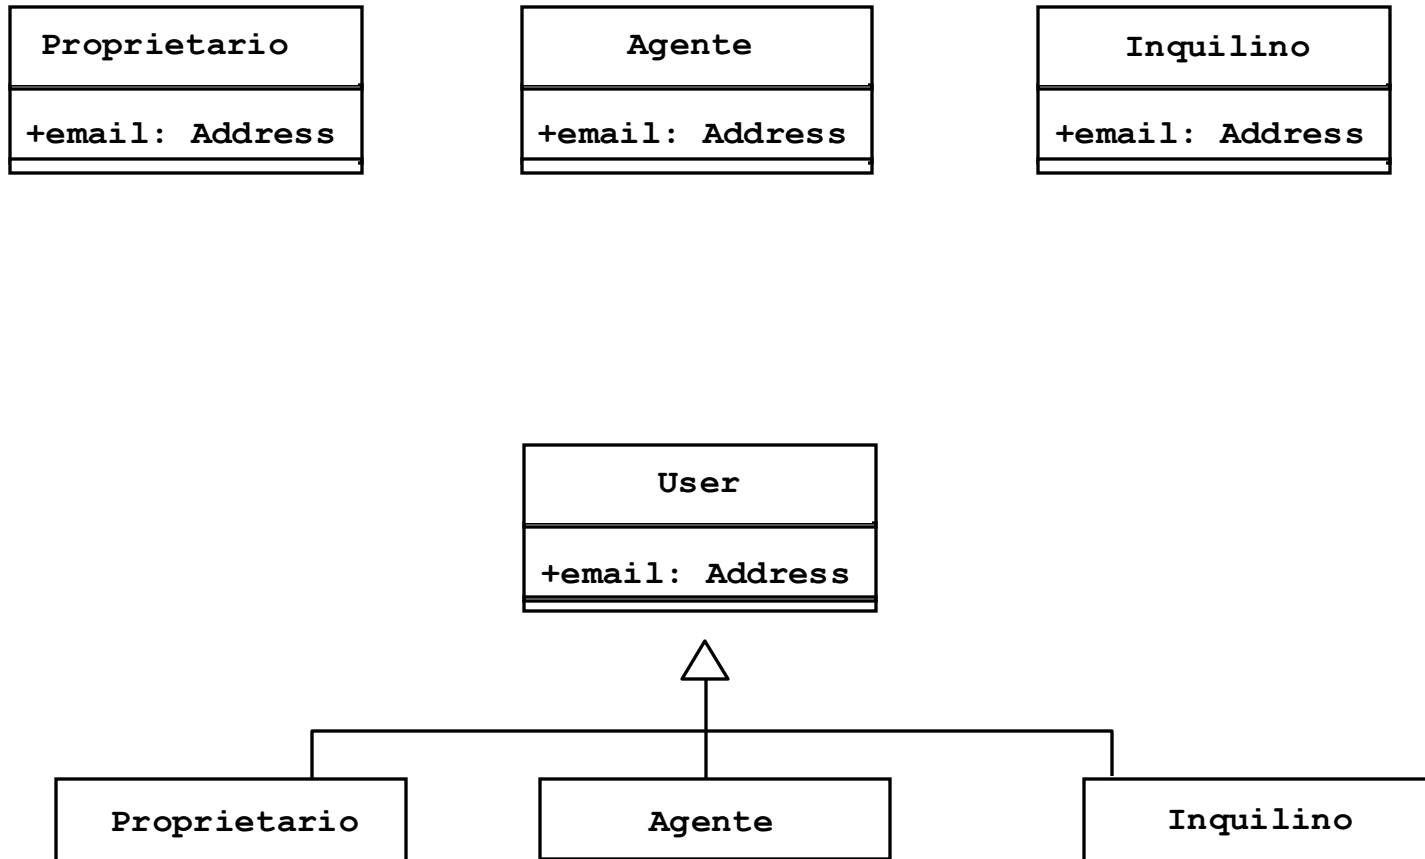 Proprietario
Agente
Inquilino
+email: Address
+email: Address
+email: Address
User
+email: Address
Proprietario
Agente
Inquilino